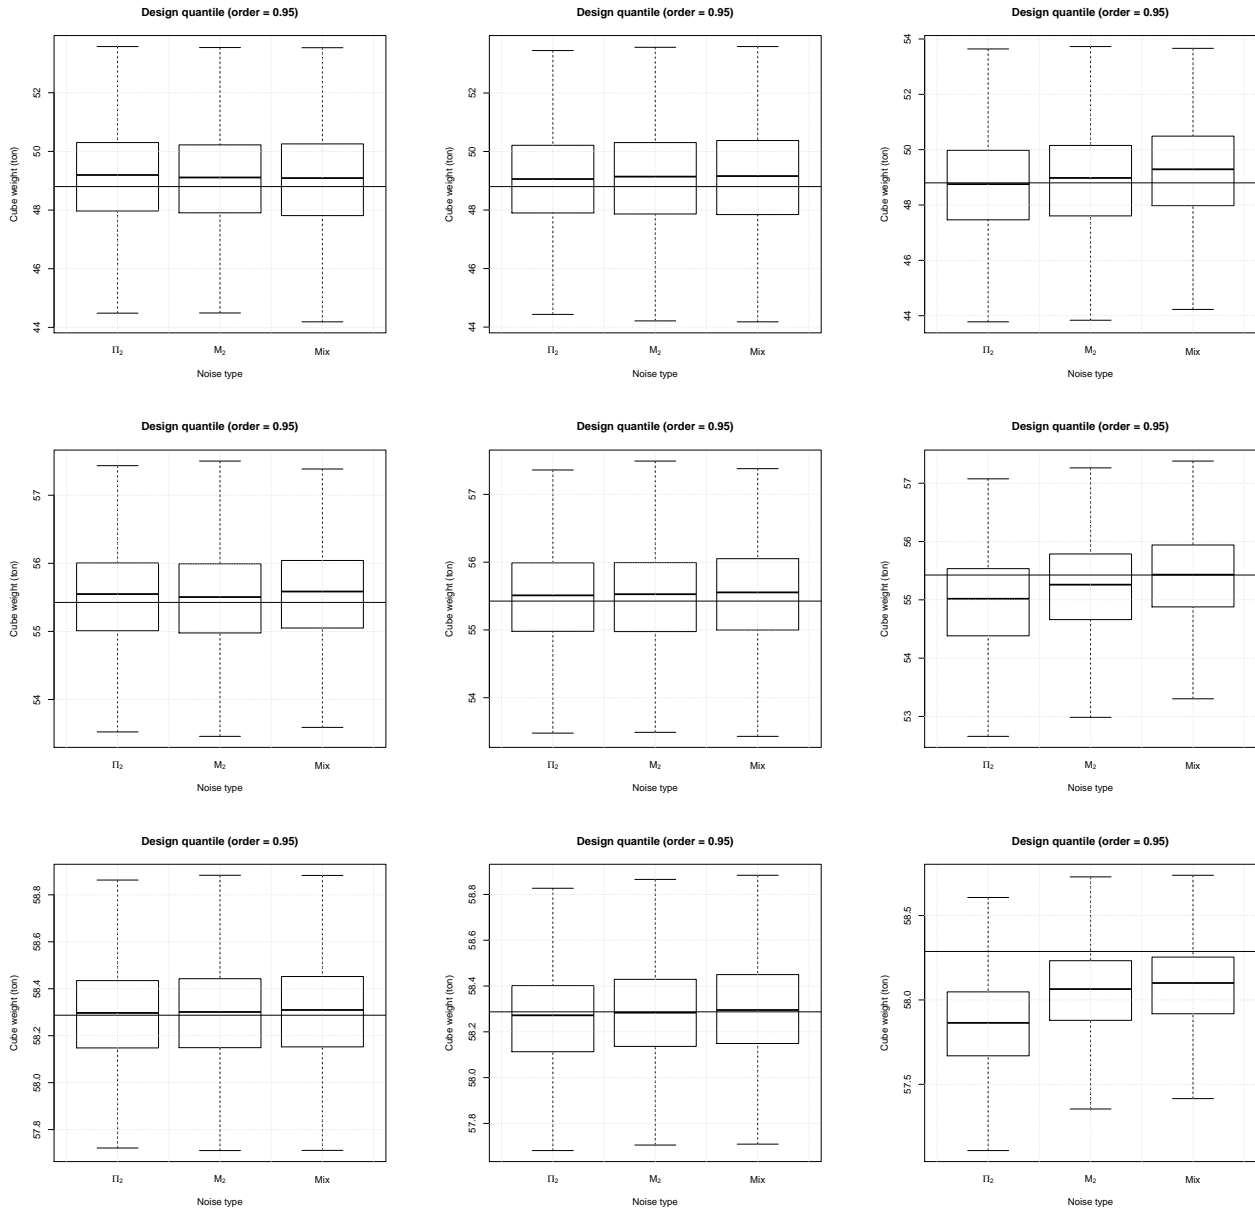 Design quantile (order = 0.95)
Cube weight (ton)
52
50
48
46
44
Π₂
M₂
Mix
Noise type
Design quantile (order = 0.95)
Cube weight (ton)
52
50
48
46
44
Π₂
M₂
Mix
Noise type
Design quantile (order = 0.95)
Cube weight (ton)
54
52
50
48
46
44
Π₂
M₂
Mix
Noise type
Design quantile (order = 0.95)
Cube weight (ton)
57
56
55
54
Π₂
M₂
Mix
Noise type
Design quantile (order = 0.95)
Cube weight (ton)
57
56
55
54
Π₂
M₂
Mix
Noise type
Design quantile (order = 0.95)
Cube weight (ton)
57
56
55
54
53
Π₂
M₂
Mix
Noise type
Design quantile (order = 0.95)
Cube weight (ton)
58.8
58.6
58.4
58.2
58.0
57.8
Π₂
M₂
Mix
Noise type
Design quantile (order = 0.95)
Cube weight (ton)
58.8
58.6
58.4
58.2
58.0
57.8
Π₂
M₂
Mix
Noise type
Design quantile (order = 0.95)
Cube weight (ton)
58.5
58.0
57.5
Π₂
M₂
Mix
Noise type